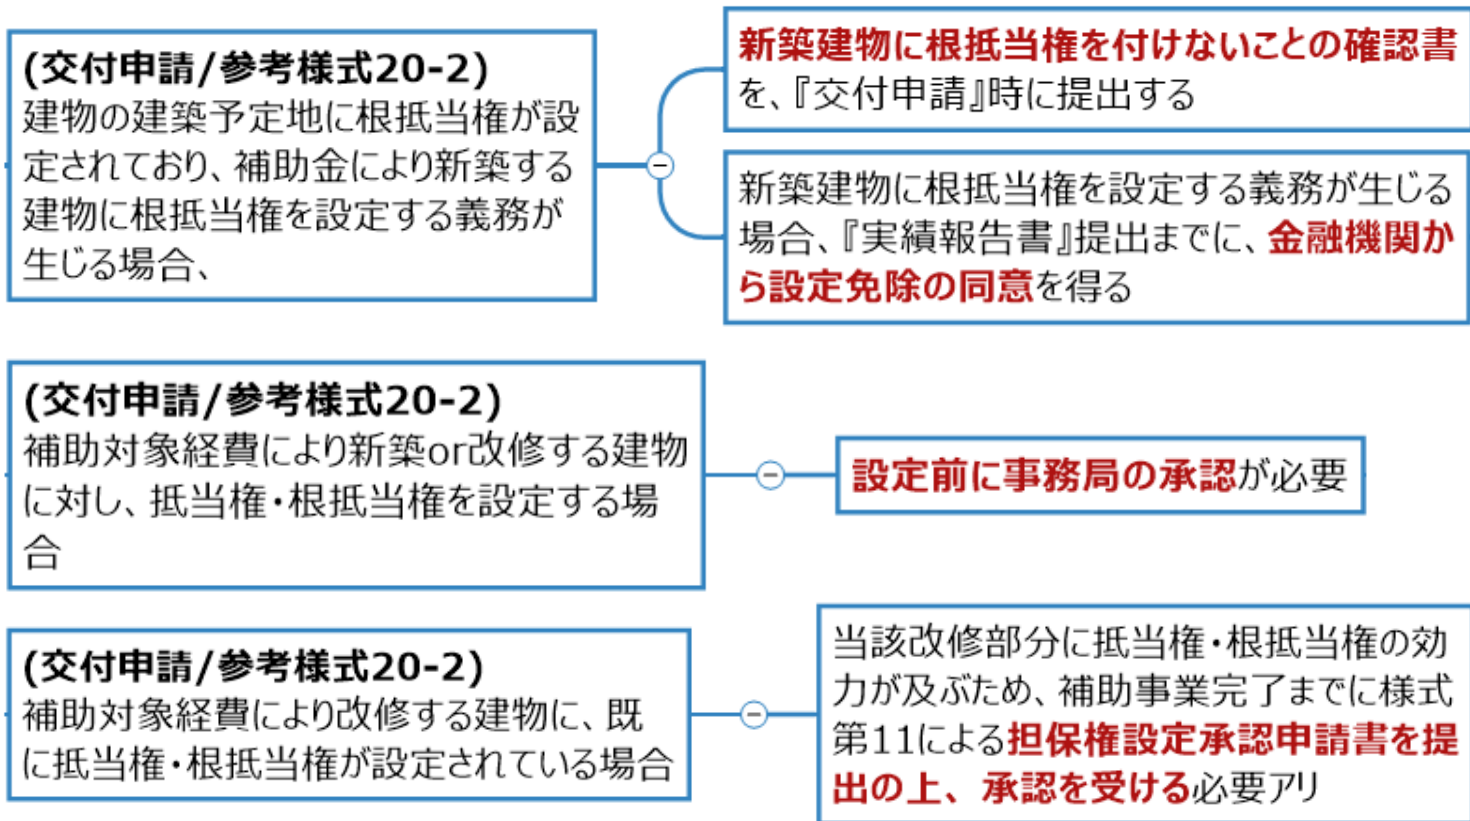 (交付申請/参考様式20-2)
建物の建築予定地に根抵当権が設
定されており、補助金により新築する
建物に根抵当権を設定する義務が
生じる場合、
新築建物に根抵当権を付けないことの確認書
を、『交付申請』時に提出する
新築建物に根抵当権を設定する義務が生じる
場合、『実績報告書』提出までに、金融機関か
ら設定免除の同意を得る
(交付申請/参考様式20-2)
補助対象経費により新築or改修する建物
に対し、抵当権・根抵当権を設定する場
合
設定前に事務局の承認が必要
(交付申請/参考様式20-2)
補助対象経費により改修する建物に、既
に抵当権・根抵当権が設定されている場合
当該改修部分に抵当権・根抵当権の効
力が及ぶため、補助事業完了までに様式
第11による担保権設定承認申請書を提
出の上、承認を受ける必要アリ